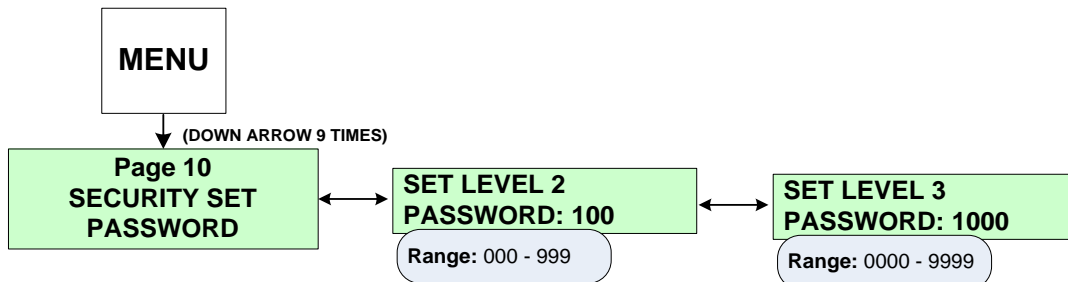 MENU
(DOWN ARROW 9 TIMES)
Page 10
SECURITY SET
PASSWORD
SET LEVEL 2
PASSWORD: 100
Range: 000 - 999
SET LEVEL 3
PASSWORD: 1000
Range: 0000 - 9999